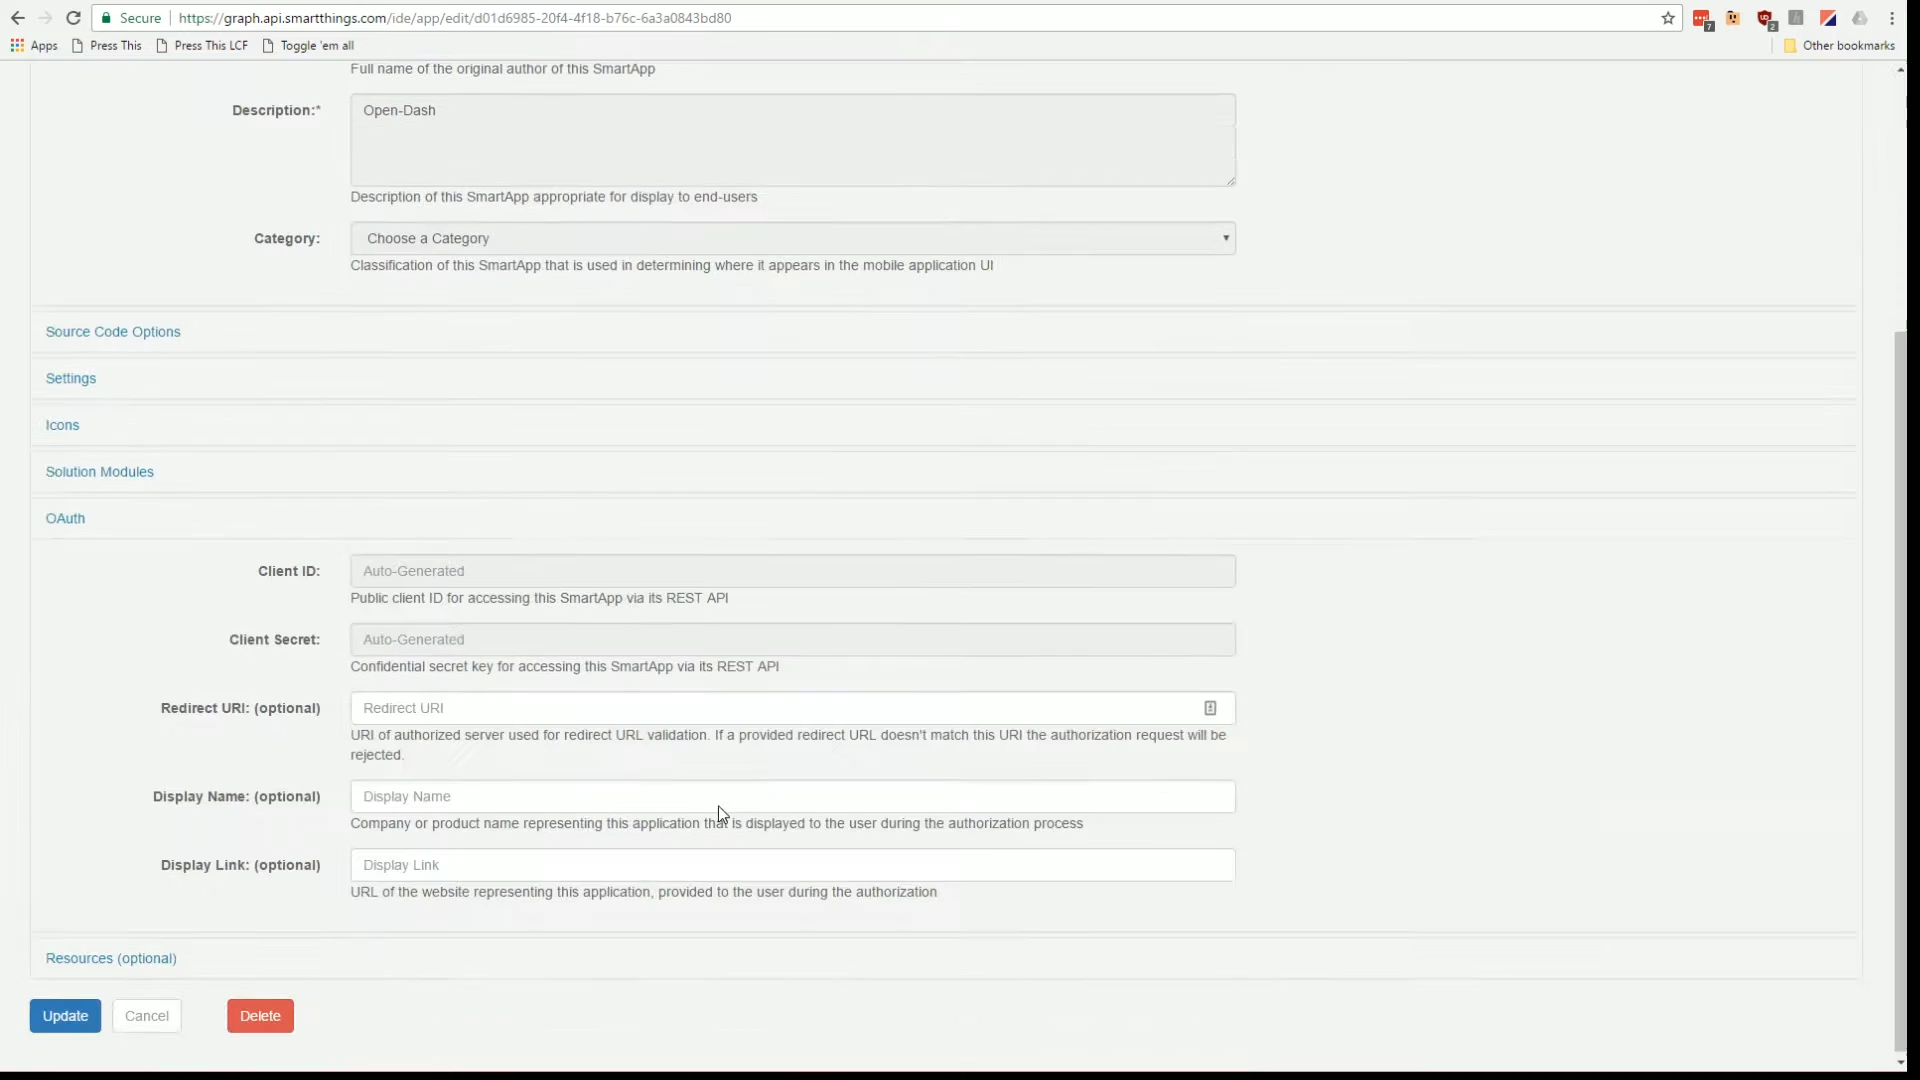 Secure | https://graph.api.smartthings.com/ide/app/edit/d01d6985-20f4-4f18-b76c-6a3a0843bd80
7
2
Apps Press This Press This LCF Toggle 'em all Other bookmarks
Full name of the original author of this SmartApp
Description:* Open-Dash
Description of this SmartApp appropriate for display to end-users
Category: Choose a Category
Classification of this SmartApp that is used in determining where it appears in the mobile application UI
Source Code Options
Settings
Icons
Solution Modules
OAuth
Client ID: Auto-Generated
Public client ID for accessing this SmartApp via its REST API
Client Secret: Auto-Generated
Confidential secret key for accessing this SmartApp via its REST API
Redirect URI: (optional) Redirect URI
URI of authorized server used for redirect URL validation. If a provided redirect URL doesn't match this URI the authorization request will be
rejected.
Display Name: (optional) Display Name
Company or product name representing this application that is displayed to the user during the authorization process
Display Link: (optional) Display Link
URL of the website representing this application, provided to the user during the authorization
Resources (optional)
Update Cancel Delete